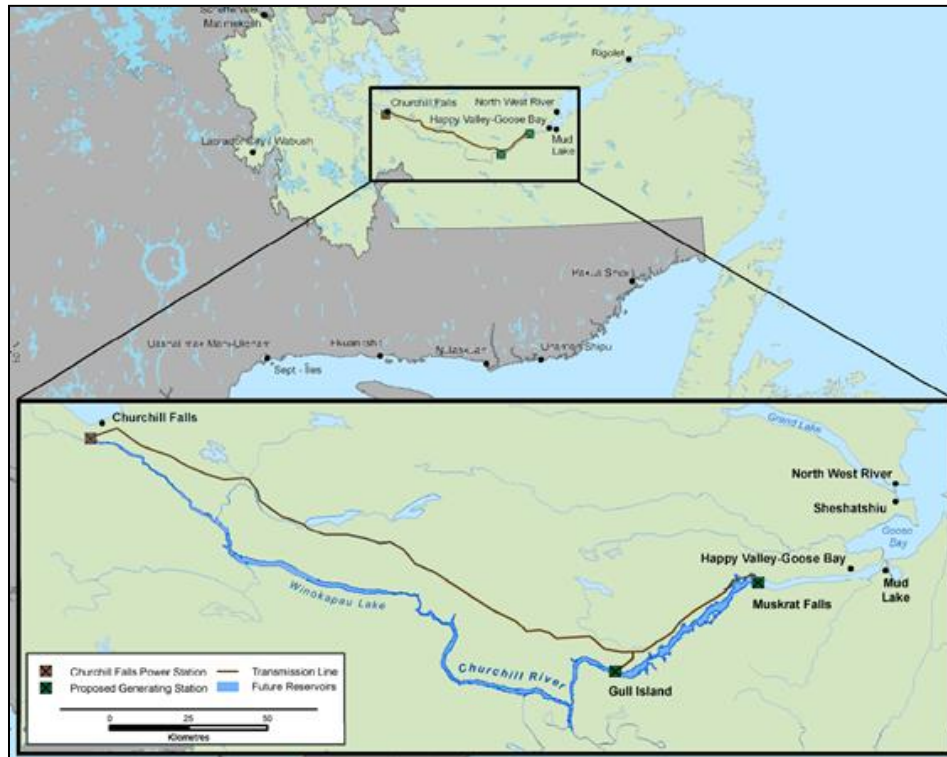 Churchill Falls
North West River
Happy Valley-Goose Bay
Mud
Lake
Rigolet
Sept - Îles
Churchill Falls
Grand Lake
North West River
Sheshatshiu
Goose
Bay
Happy Valley-Goose Bay
Mud
Lake
Muskrat Falls
Winokapau Lake
Churchill River
Gull Island
Churchill Falls Power Station
Transmission Line
Proposed Generating Station
Future Reservoirs
0 25 50
Kilometres